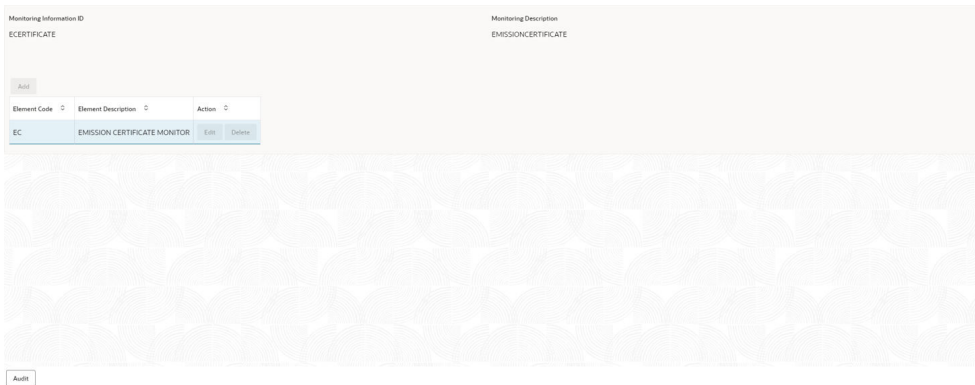 Monitoring Information ID Monitoring Description
ECERTIFICATE EMISSIONCERTIFICATE
Add
Element Code Element Description Action
EC EMISSION CERTIFICATE MONITOR Edit Delete
Audit